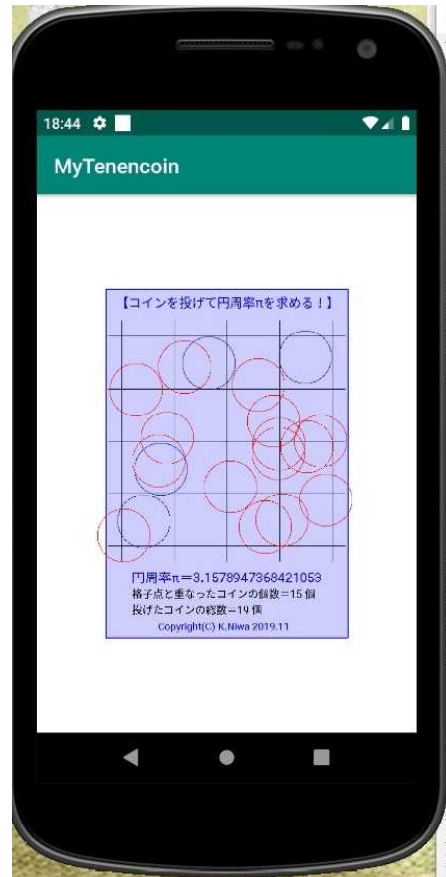 18:44
MyTenencoin
【コインを投げて円周率πを求める！】
円周率π＝3.1578947368421053
格子点と重なったコインの個数＝15 個
投げたコインの総数＝19 個
Copyright(C) K.Niwa 2019.11